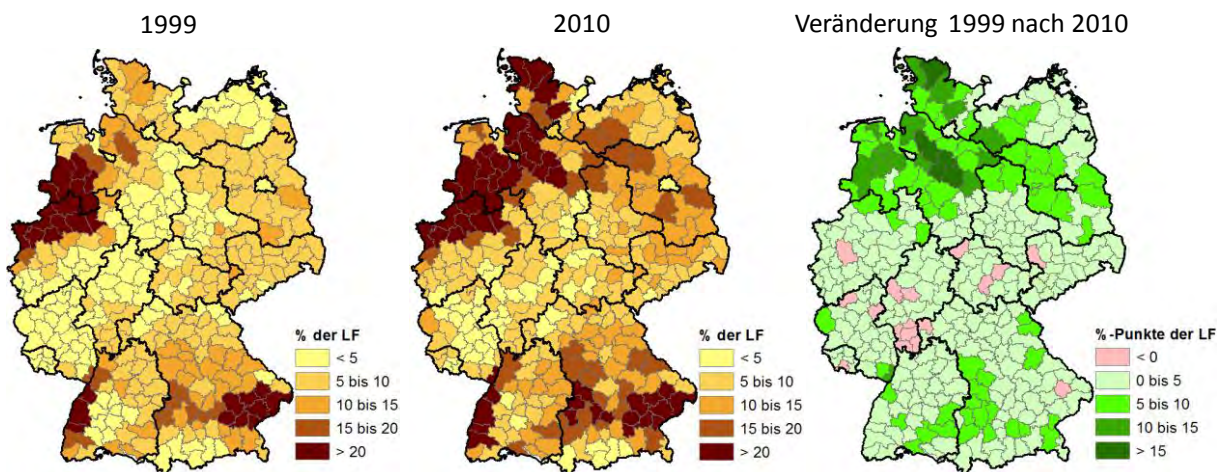 1999
2010
Veränderung 1999 nach 2010
% der LF
< 5
5 bis 10
10 bis 15
15 bis 20
> 20
% der LF
< 5
5 bis 10
10 bis 15
15 bis 20
> 20
%-Punkte der LF
< 0
0 bis 5
5 bis 10
10 bis 15
> 15